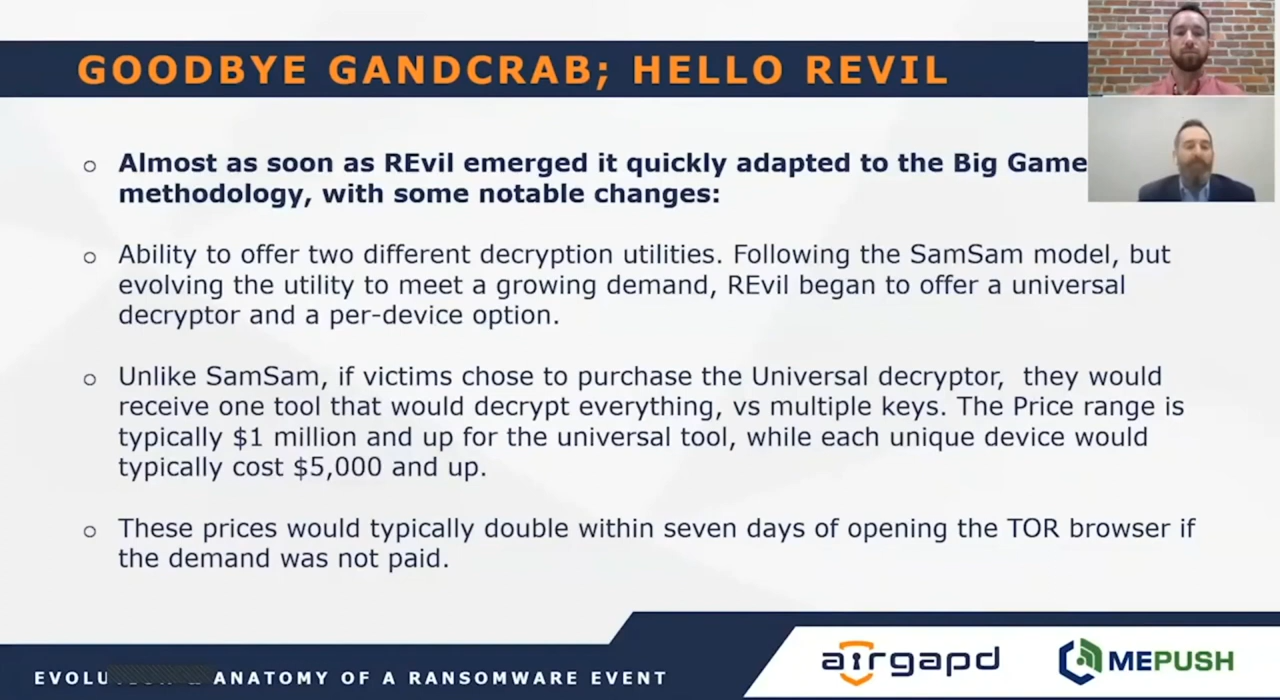 GOODBYE GANDCRAB; HELLO REVIL
o Almost as soon as REvil emerged it quickly adapted to the Big Game
methodology, with some notable changes:
o Ability to offer two different decryption utilities. Following the SamSam model, but
evolving the utility to meet a growing demand, REvil began to offer a universal
decryptor and a per-device option.
o Unlike SamSam, if victims chose to purchase the Universal decryptor,  they would
receive one tool that would decrypt everything, vs multiple keys. The Price range is
typically $1 million and up for the universal tool, while each unique device would
typically cost $5,000 and up.
o These prices would typically double within seven days of opening the TOR browser if
the demand was not paid.
ANATOMY OF A RANSOMWARE EVENT
airgapd
MEPUSH